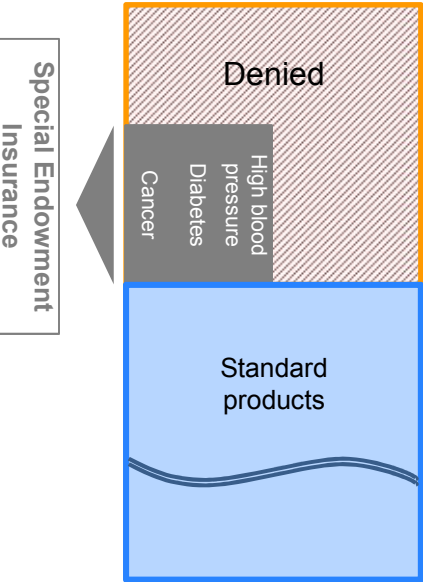 Denied
High blood
pressure
Diabetes
Cancer
Special Endowment
Insurance
Standard
products